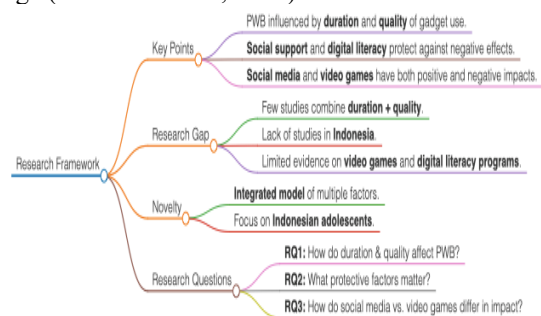 PWB influenced by duration and quality of gadget use.
Key Points
Social support and digital literacy protect against negative effects.
Social media and video games have both positive and negative impacts.
Few studies combine duration + quality.
Research Gap
Lack of studies in Indonesia.
Limited evidence on video games and digital literacy programs.
Research Framework
Integrated model of multiple factors.
Novelty
Focus on Indonesian adolescents.
RQ1: How do duration & quality affect PWB?
Research Questions
RQ2: What protective factors matter?
RQ3: How do social media vs. video games differ in impact?